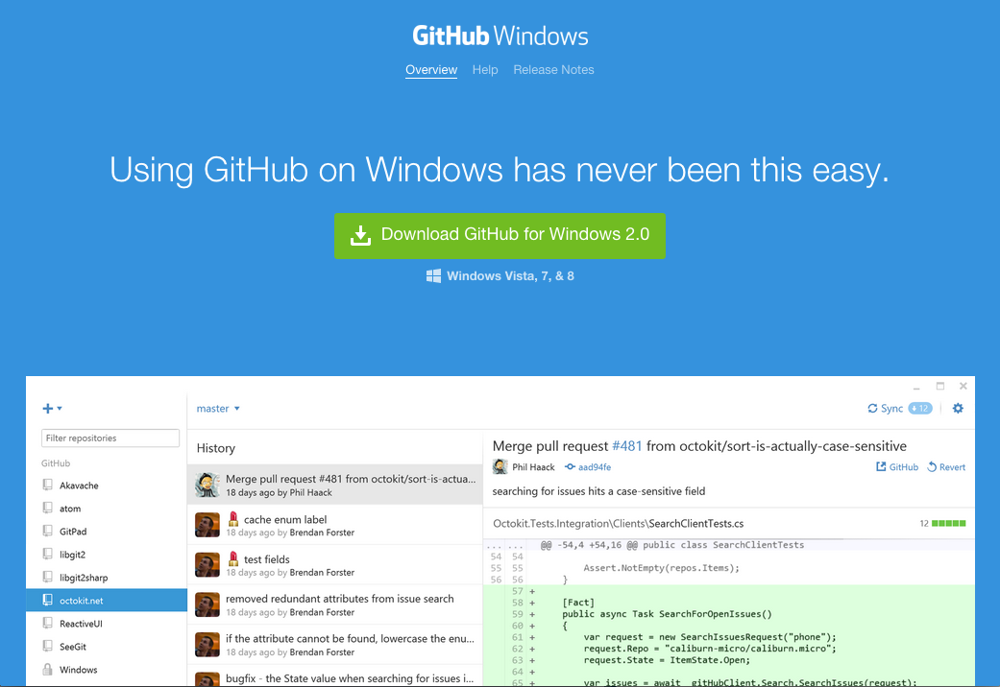 GitHub Windows
Overview Help Release Notes
Using GitHub on Windows has never been this easy.
Download GitHub for Windows 2.0
Windows Vista, 7, & 8
master
Sync 12
Filter repositories
GitHub
Akavache
atom
GitPad
libgit2
libgit2sharp
octokit.net
ReactiveUI
SeeGit
Windows
History
Merge pull request #481 from octokit/sort-is-actua...
18 days ago by Phil Haack
cache enum label
18 days ago by Brendan Forster
test fields
18 days ago by Brendan Forster
removed redundant attributes from issue search
18 days ago by Brendan Forster
if the attribute cannot be found, lowercase the enu...
18 days ago by Brendan Forster
bugfix - the State value when searching for issues i...
Merge pull request #481 from octokit/sort-is-actually-case-sensitive
Phil Haack aad94fe GitHub Revert
searching for issues hits a case-sensitive field
Octokit.Tests.Integration\Clients\SearchClientTests.cs 12
... ... @@ -54,4 +54,16 @@ public class SearchClientTests
54 54
55 55 Assert.NotEmpty(repos.Items);
56 56 }
57 +
58 + [Fact]
59 + public async Task SearchForOpenIssues()
60 + {
61 + var request = new SearchIssuesRequest("phone");
62 + request.Repo = "caliburn-micro/caliburn.micro";
63 + request.State = ItemState.Open;
64 +
65 + var issues = await _gitHubClient.Search.SearchIssues(request);